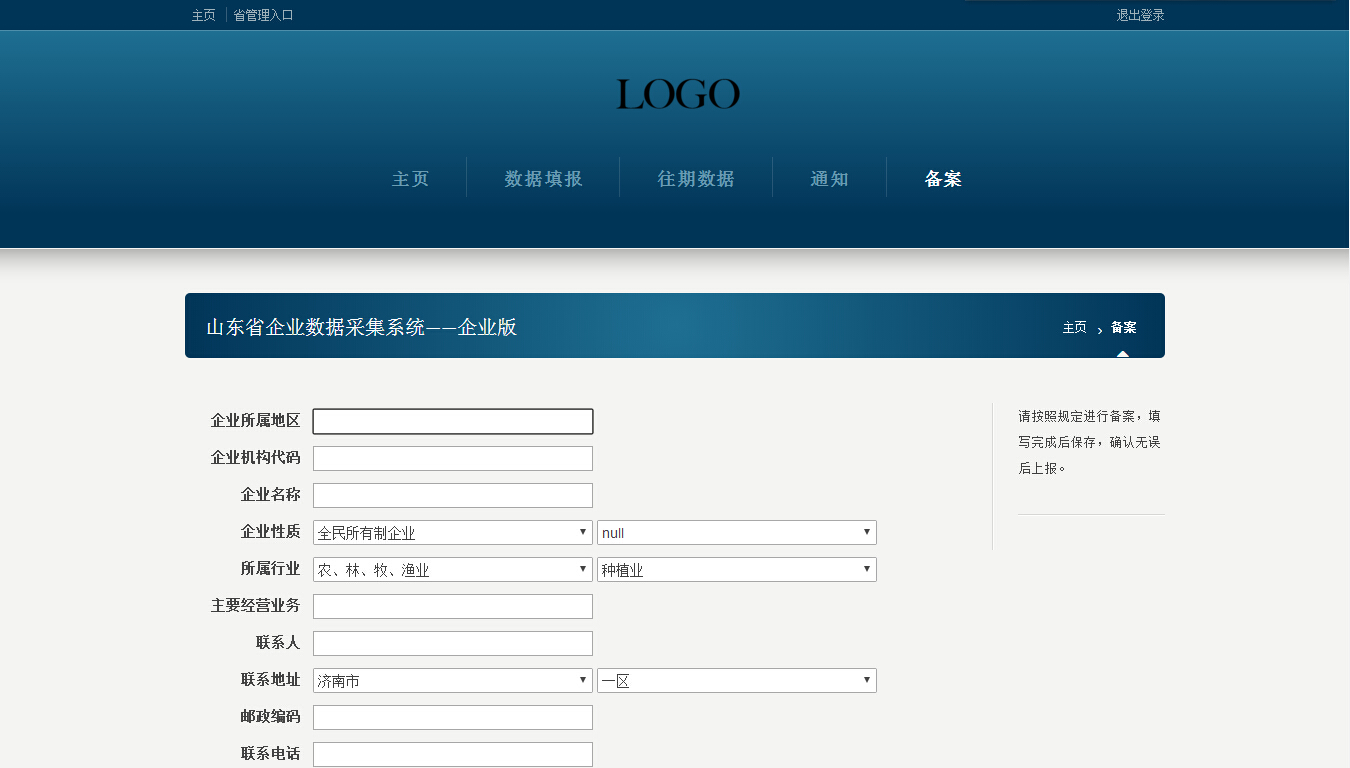 主页 省管理入口 退出登录
LOGO
主页 数据填报 往期数据 通知 备案
山东省企业数据采集系统——企业版 主页 › 备案
企业所属地区
企业机构代码
企业名称
企业性质 全民所有制企业 null
所属行业 农、林、牧、渔业 种植业
主要经营业务
联系人
联系地址 济南市 一区
邮政编码
联系电话
请按照规定进行备案，填
写完成后保存，确认无误
后上报。